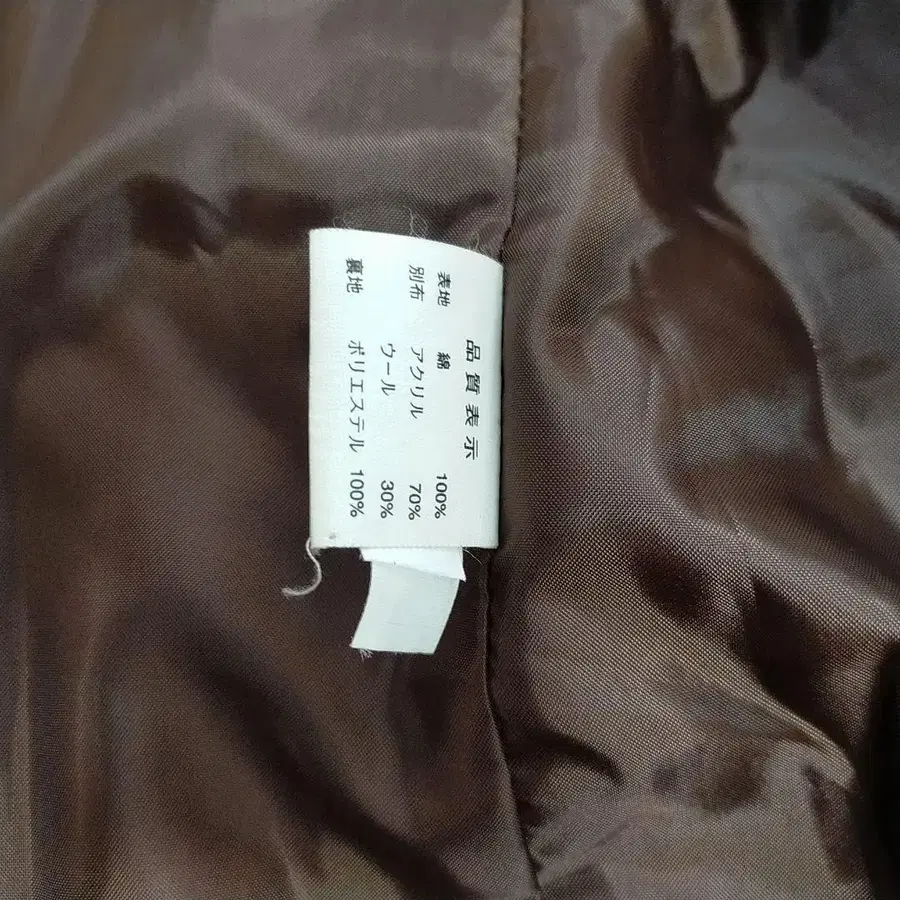 品質表示
表地 綿 100%
別布 アクリル 70%
ウール 30%
裏地 ポリエステル 100%